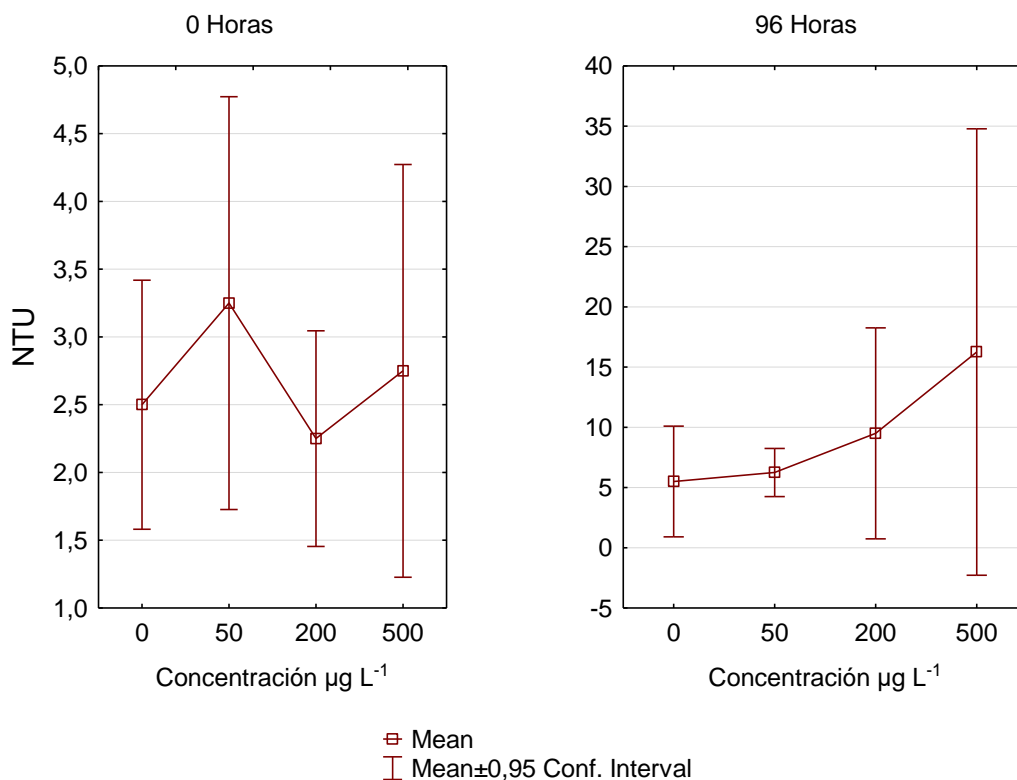 0 Horas
96 Horas
NTU
5,0
4,5
4,0
3,5
3,0
2,5
2,0
1,5
1,0
0 50 200 500
Concentración µg L-1
40
35
30
25
20
15
10
5
0
-5
0 50 200 500
Concentración µg L-1
Mean
Mean±0,95 Conf. Interval